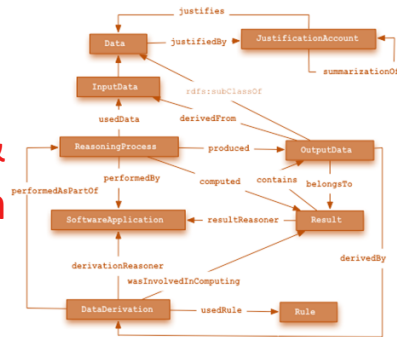 justifies
Data
justifiedBy
JustificationAccount
summarizationOf
InputData
rdfs:subClassOf
usedData
derivedFrom
&
ReasoningProcess
produced
OutputData
performedAsPartOf
performedBy
computed
contains
belongsTo
n
SoftwareApplication
resultReasoner
Result
derivedBy
derivationReasoner
wasInvolvedInComputing
DataDerivation
usedRule
Rule